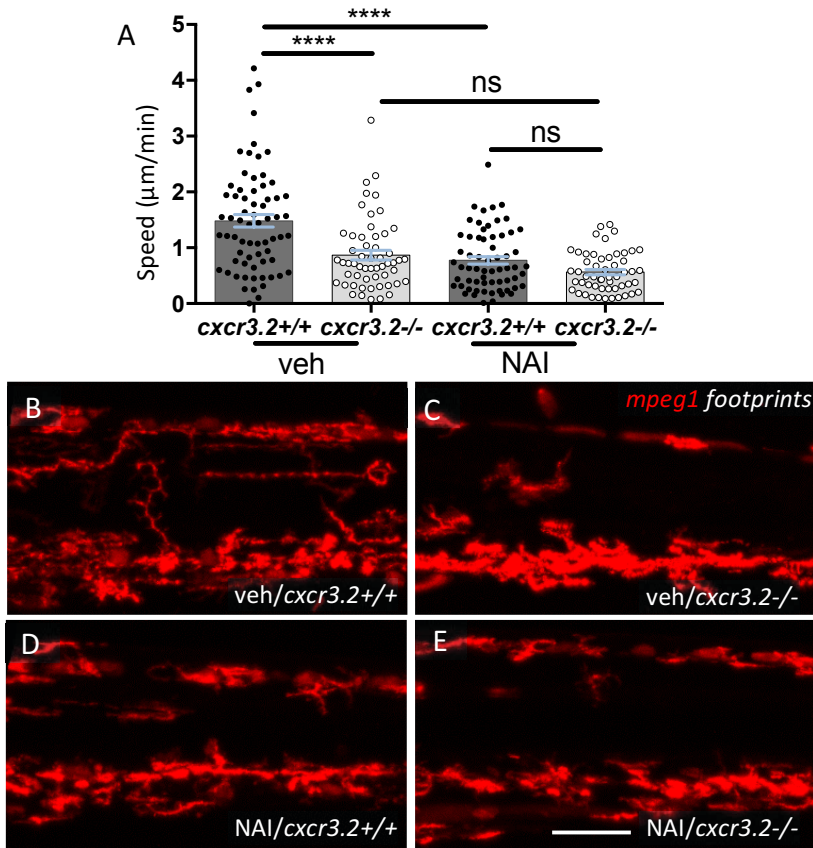 A
5
4
3
2
1
0
Speed (µm/min)
****
****
ns
ns
cxcr3.2+/+ cxcr3.2-/- cxcr3.2+/+ cxcr3.2-/-
veh NAI
B
veh/cxcr3.2+/+
C
mpeg1 footprints
veh/cxcr3.2-/-
D
NAI/cxcr3.2+/+
E
NAI/cxcr3.2-/-